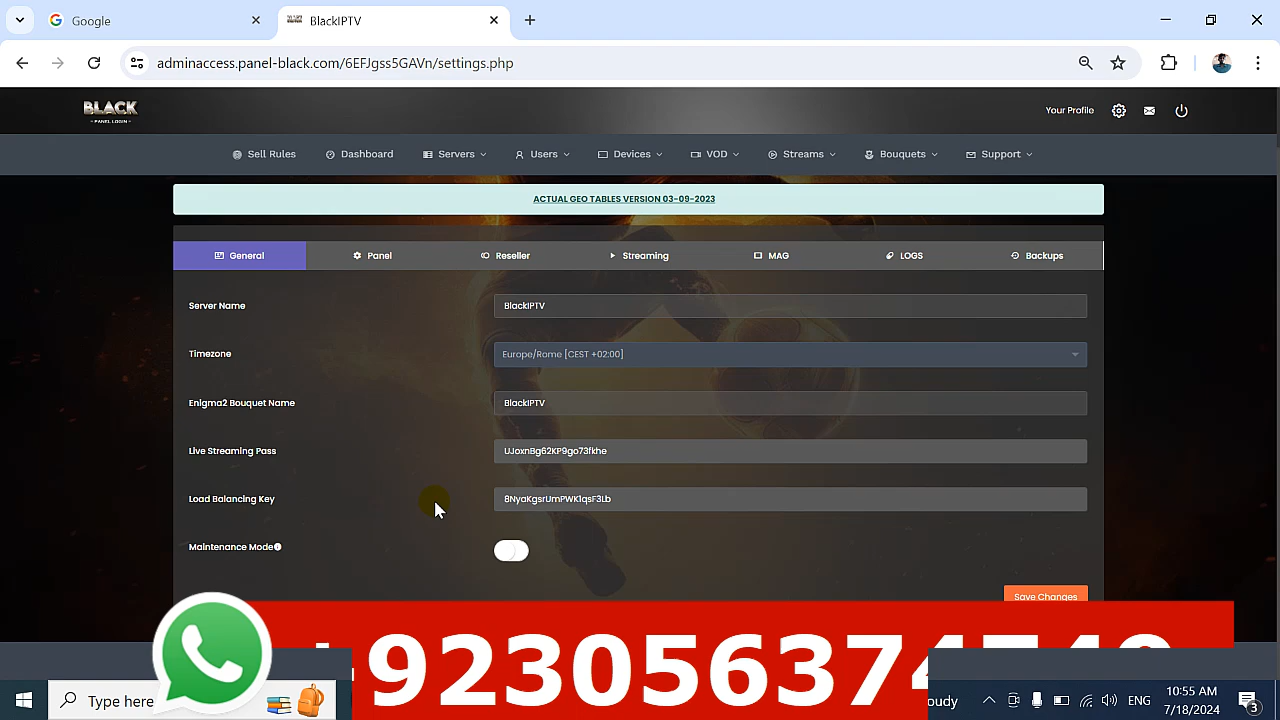 Google
BlackIPTV
adminaccess.panel-black.com/6EFJgss5GAVn/settings.php
BLACK
- PANEL LOGIN -
Your Profile
Sell Rules Dashboard Servers Users Devices VOD Streams Bouquets Support
ACTUAL GEO TABLES VERSION 03-09-2023
General Panel Reseller Streaming MAG LOGS Backups
Server Name BlackIPTV
Timezone Europe/Rome [CEST +02:00]
Enigma2 Bouquet Name BlackIPTV
Live Streaming Pass UJoxnBg62KP9go73fkhe
Load Balancing Key 8NyaKgsrUmPWK1qsF3Lb
Maintenance Mode
Save Changes
Type here
oudy
ENG
10:55 AM
7/18/2024
3